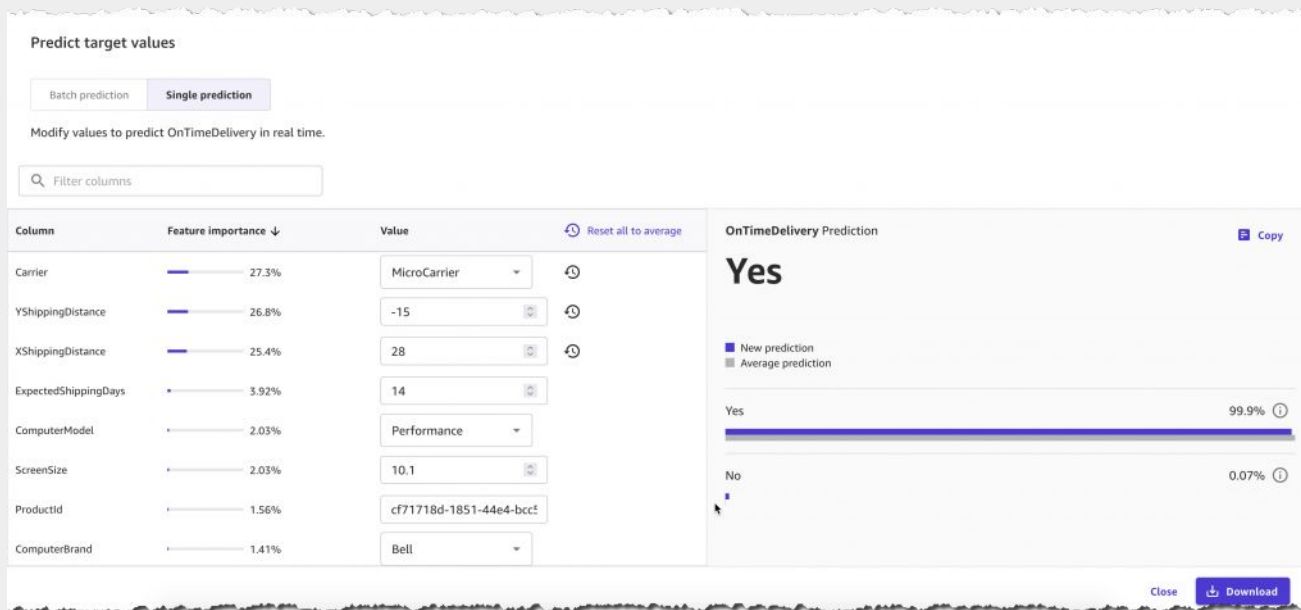 Predict target values
Batch prediction Single prediction
Modify values to predict OnTimeDelivery in real time.
Filter columns
Column Feature importance ↓ Value Reset all to average
Carrier 27.3% MicroCarrier
YShippingDistance 26.8% -15
XShippingDistance 25.4% 28
ExpectedShippingDays 3.92% 14
ComputerModel 2.03% Performance
ScreenSize 2.03% 10.1
ProductId 1.56% cf71718d-1851-44e4-bcc
ComputerBrand 1.41% Bell
OnTimeDelivery Prediction Copy
Yes
New prediction
Average prediction
Yes 99.9%
No 0.07%
Close Download